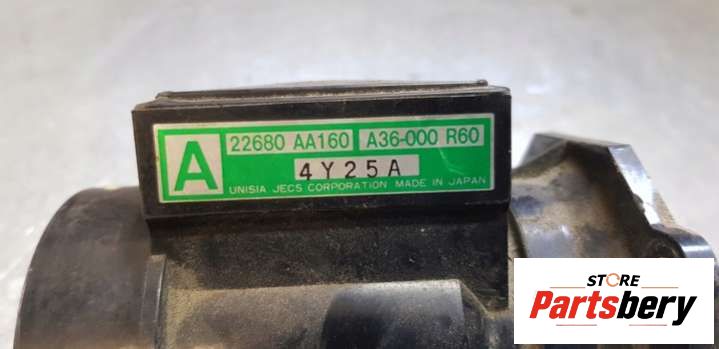 A
22680 AA160 A36-000 R60
4Y25A
UNISIA JECS CORPORATION MADE IN JAPAN
STORE
Partsbery